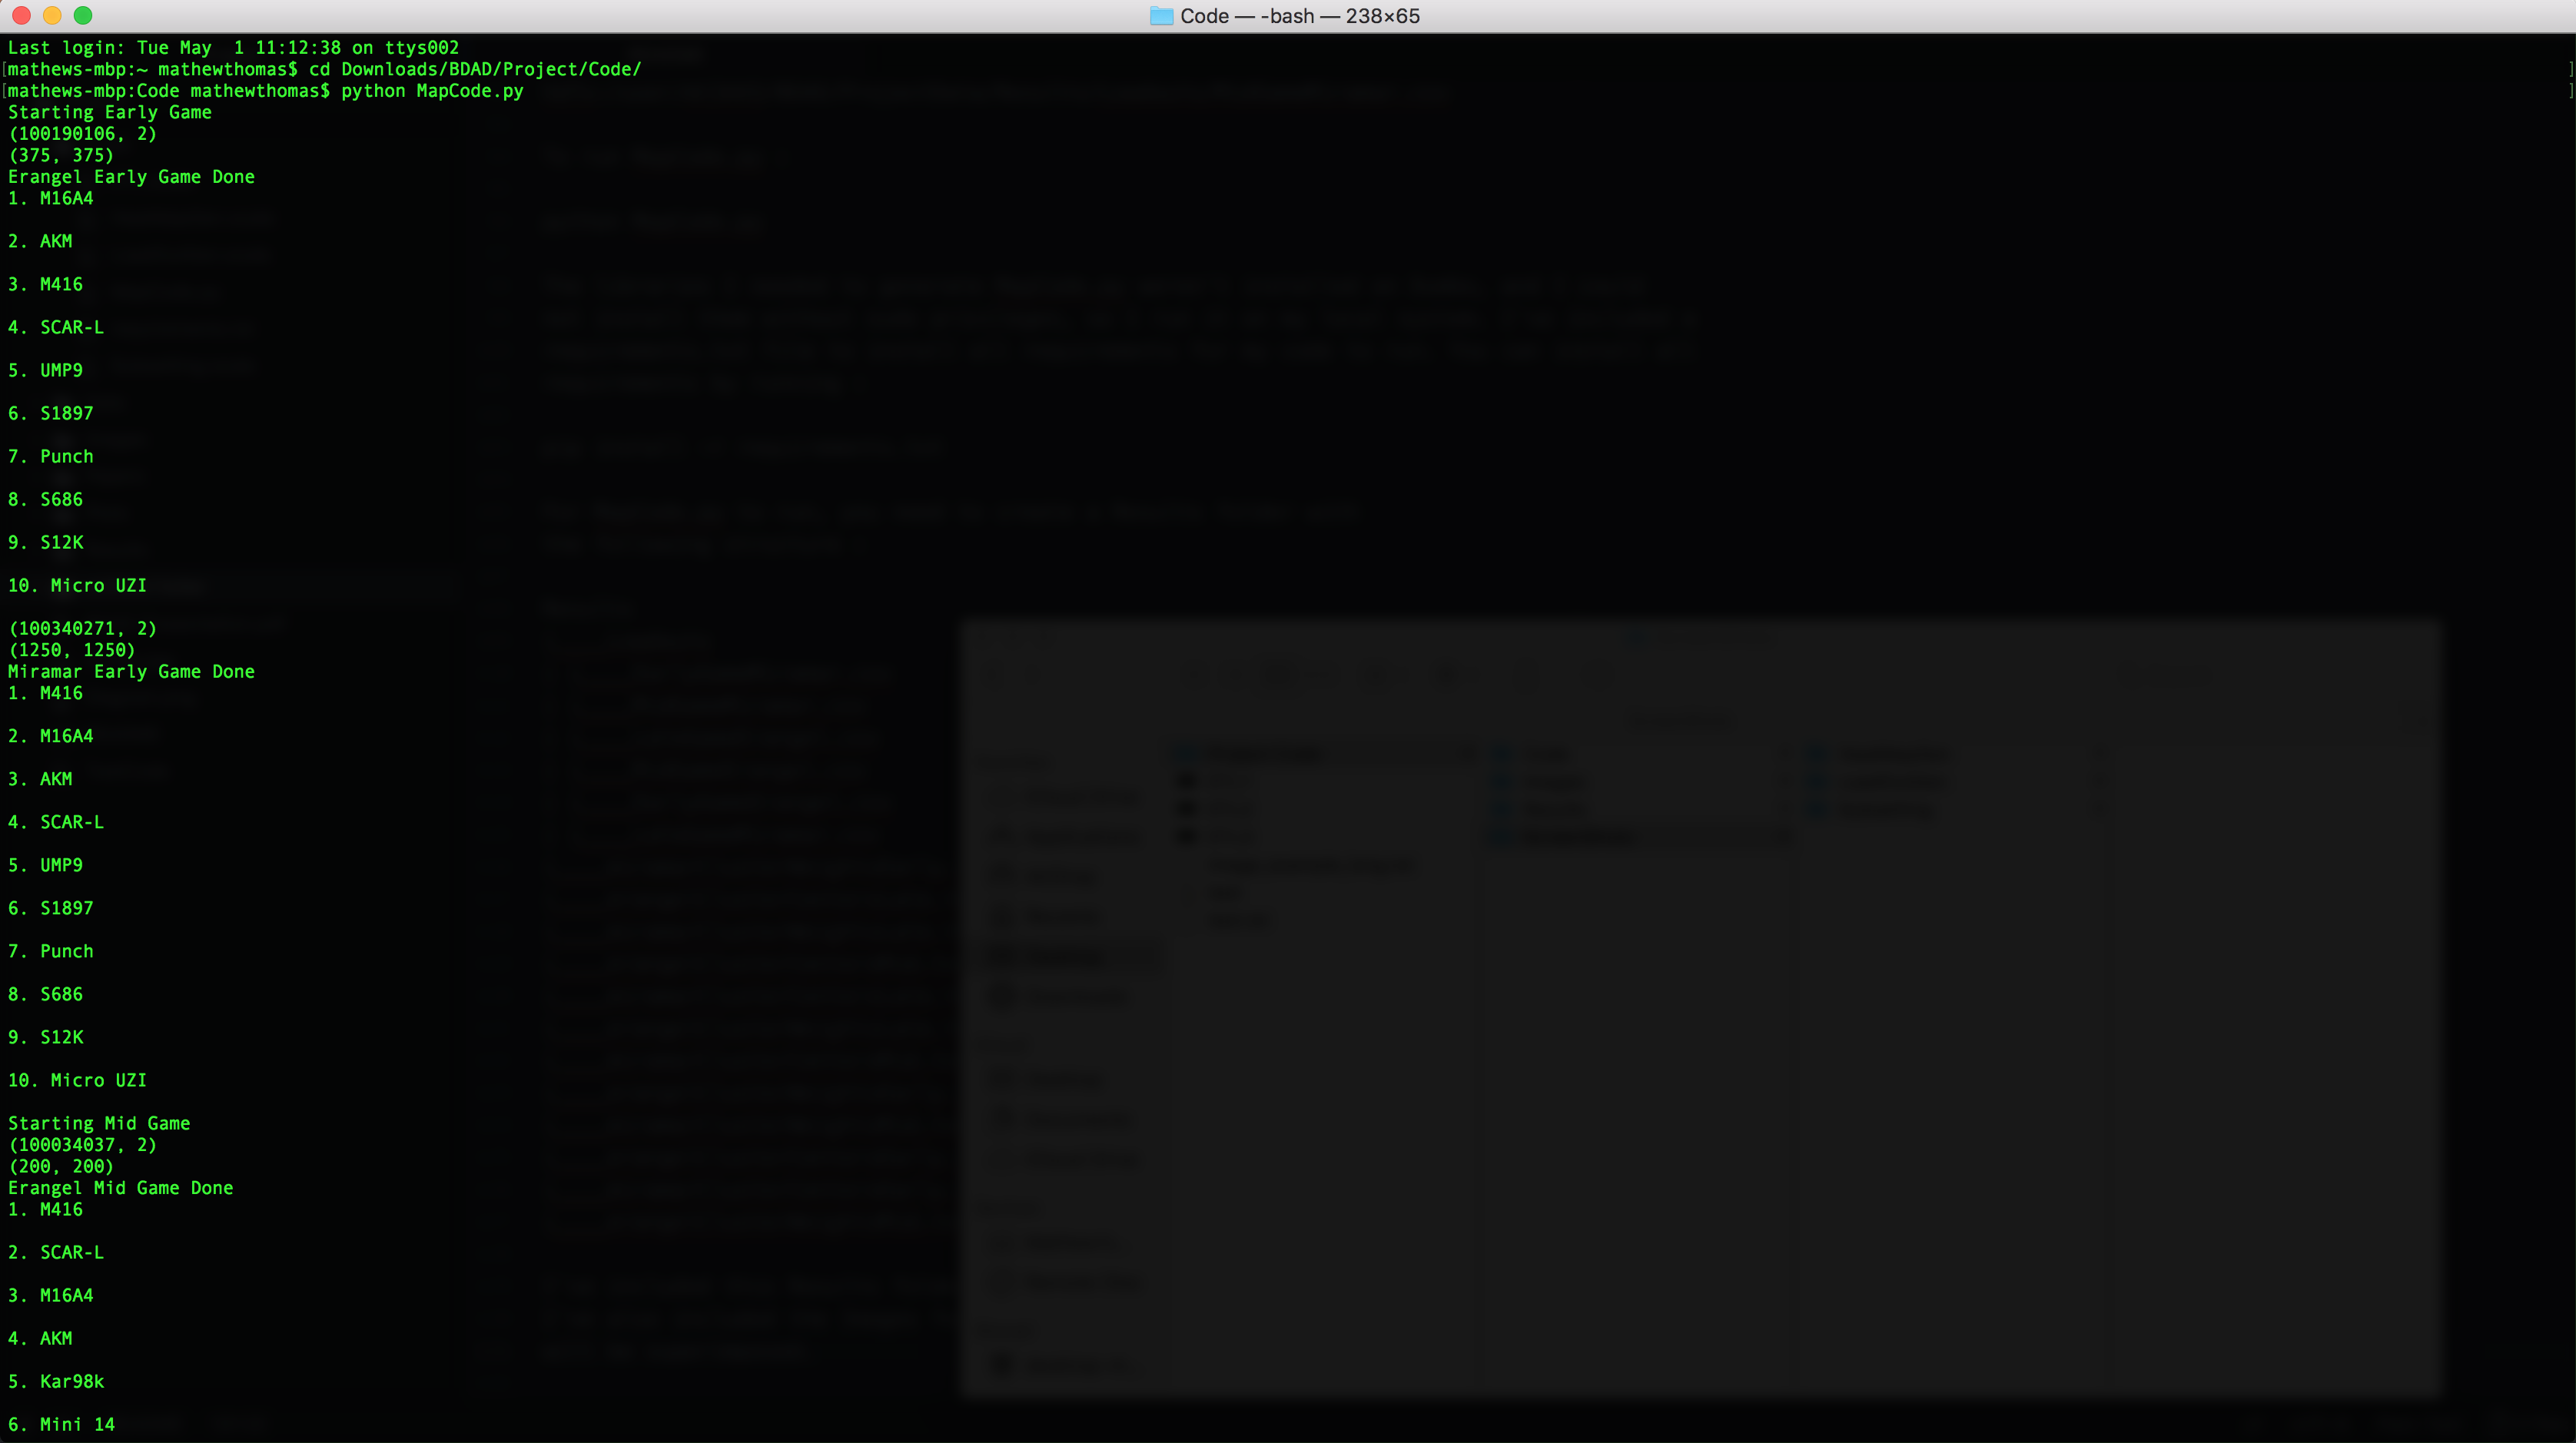 Code — -bash — 238×65
Last login: Tue May  1 11:12:38 on ttys002
[mathews-mbp:~ mathewthomas$ cd Downloads/BDAD/Project/Code/ ]
[mathews-mbp:Code mathewthomas$ python MapCode.py ]
Starting Early Game
(100190106, 2)
(375, 375)
Erangel Early Game Done
1. M16A4
2. AKM
3. M416
4. SCAR-L
5. UMP9
6. S1897
7. Punch
8. S686
9. S12K
10. Micro UZI
(100340271, 2)
(1250, 1250)
Miramar Early Game Done
1. M416
2. M16A4
3. AKM
4. SCAR-L
5. UMP9
6. S1897
7. Punch
8. S686
9. S12K
10. Micro UZI
Starting Mid Game
(100034037, 2)
(200, 200)
Erangel Mid Game Done
1. M416
2. SCAR-L
3. M16A4
4. AKM
5. Kar98k
6. Mini 14